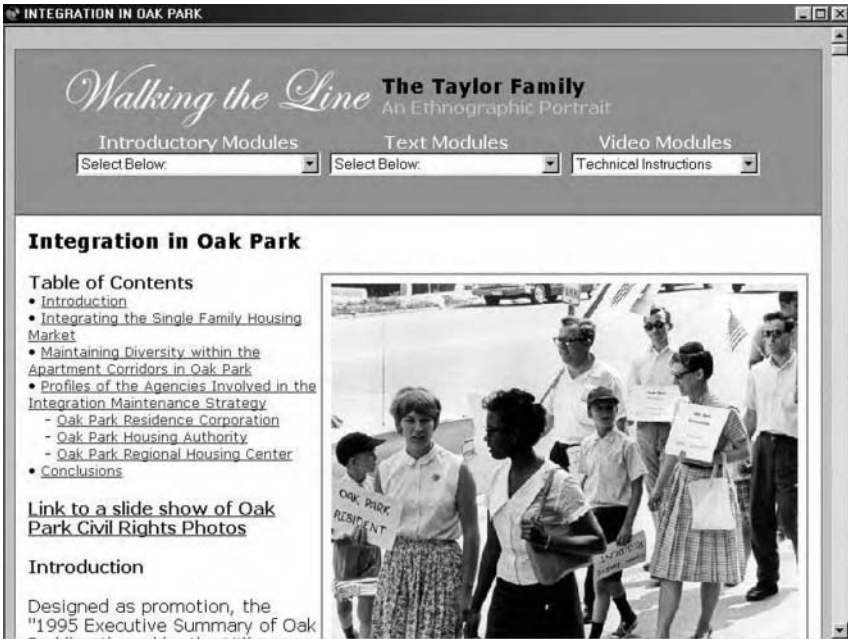 INTEGRATION IN OAK PARK
Walking the Line
The Taylor Family
An Ethnographic Portrait
Introductory Modules
Text Modules
Video Modules
Select Below:
Select Below:
Technical Instructions
Integration in Oak Park
Table of Contents
• Introduction
• Integrating the Single Family Housing
Market
• Maintaining Diversity within the
Apartment Corridors in Oak Park
• Profiles of the Agencies Involved in the
Integration Maintenance Strategy
- Oak Park Residence Corporation
- Oak Park Housing Authority
- Oak Park Regional Housing Center
• Conclusions
Link to a slide show of Oak
Park Civil Rights Photos
Introduction
Designed as promotion, the
"1995 Executive Summary of Oak
OAK PARK
RESIDENT
RESIDENT